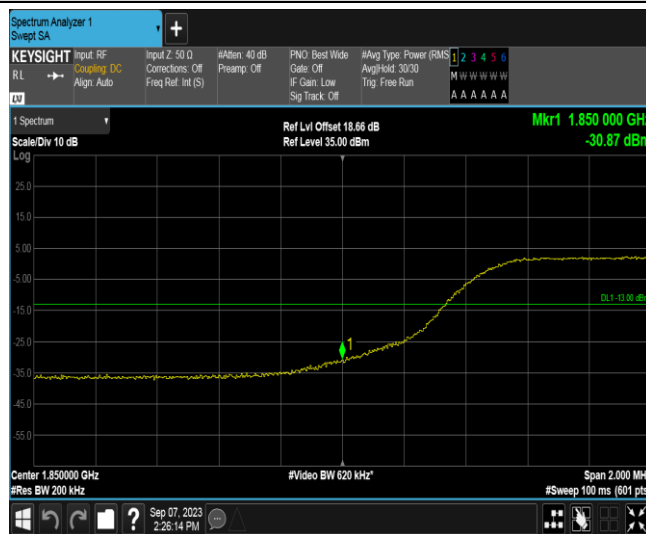 Spectrum Analyzer 1
Swept SA
+
KEYSIGHT
RL
LXI
Input: RF
Coupling: DC
Align: Auto
Input Z: 50 Ω
Corrections: Off
Freq Ref: Int (S)
#Atten: 40 dB
Preamp: Off
PNO: Best Wide
Gate: Off
IF Gain: Low
Sig Track: Off
#Avg Type: Power (RMS
Avg|Hold: 30/30
Trig: Free Run
1 2 3 4 5 6
M W W W W W
A A A A A A
1 Spectrum
Scale/Div 10 dB
Log
Ref Lvl Offset 18.66 dB
Ref Level 35.00 dBm
Mkr1 1.850 000 GHz
-30.87 dBm
25.0
15.0
5.00
-5.00
DL1 -13.00 dBm
-15.0
1
-25.0
-35.0
-45.0
-55.0
Center 1.850000 GHz
#Res BW 200 kHz
#Video BW 620 kHz*
Span 2.000 MH
#Sweep 100 ms (601 pts
?
Sep 07, 2023
2:26:14 PM